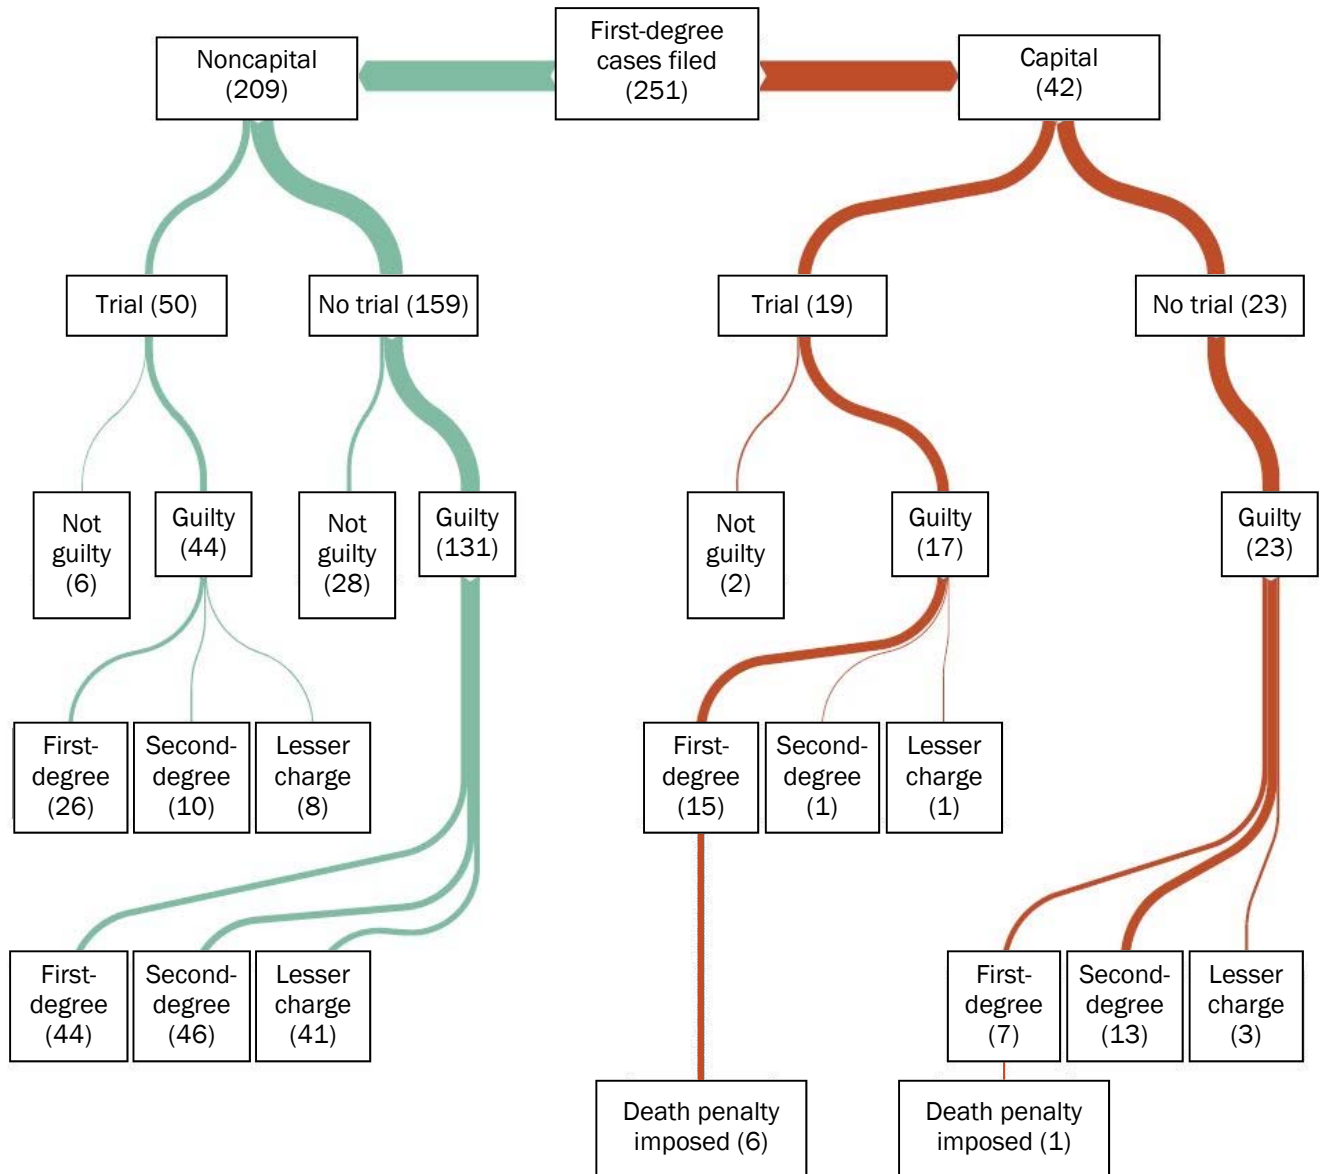 First-degree
cases filed
(251)
Noncapital
(209)
Capital
(42)
Trial (50)
No trial (159)
Trial (19)
No trial (23)
Not
guilty
(6)
Guilty
(44)
Not
guilty
(28)
Guilty
(131)
Not
guilty
(2)
Guilty
(17)
Guilty
(23)
First-
degree
(26)
Second-
degree
(10)
Lesser
charge
(8)
First-
degree
(15)
Second-
degree
(1)
Lesser
charge
(1)
First-
degree
(44)
Second-
degree
(46)
Lesser
charge
(41)
First-
degree
(7)
Second-
degree
(13)
Lesser
charge
(3)
Death penalty
imposed (6)
Death penalty
imposed (1)